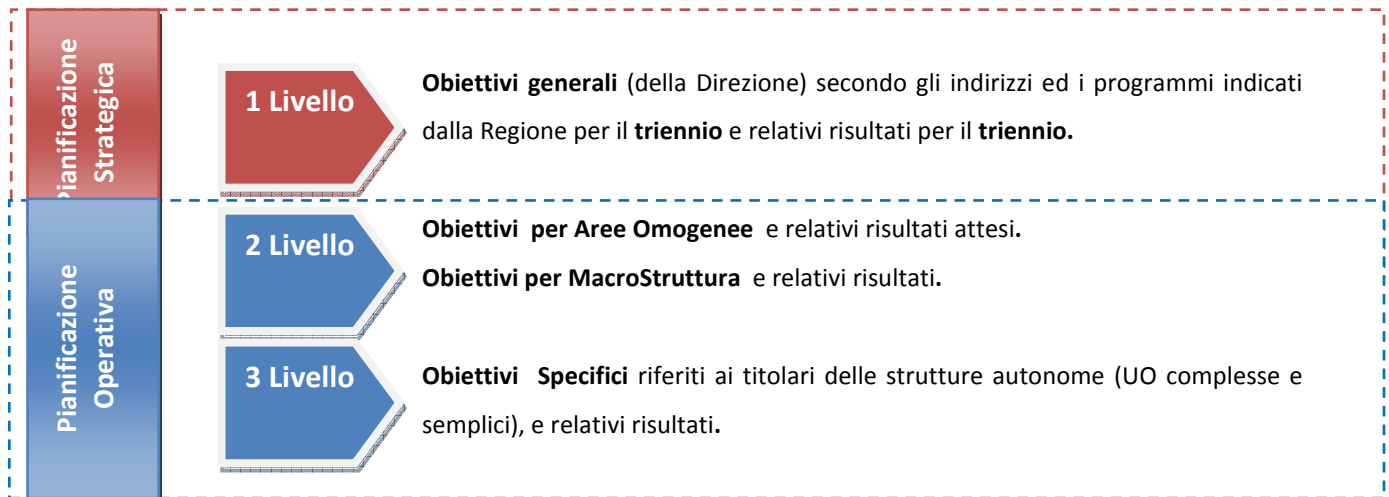 Pianificazione
Strategica
1 Livello
Obiettivi generali (della Direzione) secondo gli indirizzi ed i programmi indicati
dalla Regione per il triennio e relativi risultati per il triennio.
Pianificazione
Operativa
2 Livello
Obiettivi per Aree Omogenee e relativi risultati attesi.
Obiettivi per MacroStruttura e relativi risultati.
3 Livello
Obiettivi Specifici riferiti ai titolari delle strutture autonome (UO complesse e
semplici), e relativi risultati.